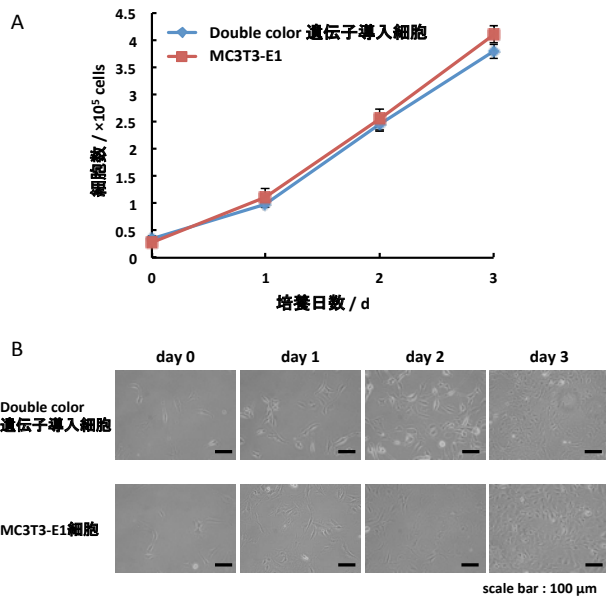 A
Double color 遺伝子導入細胞
MC3T3-E1
細胞数 / ×10⁵ cells
4.5
4
3.5
3
2.5
2
1.5
1
0.5
0
0 1 2 3
培養日数 / d
B
day 0 day 1 day 2 day 3
Double color
遺伝子導入細胞
MC3T3-E1細胞
scale bar : 100 μm